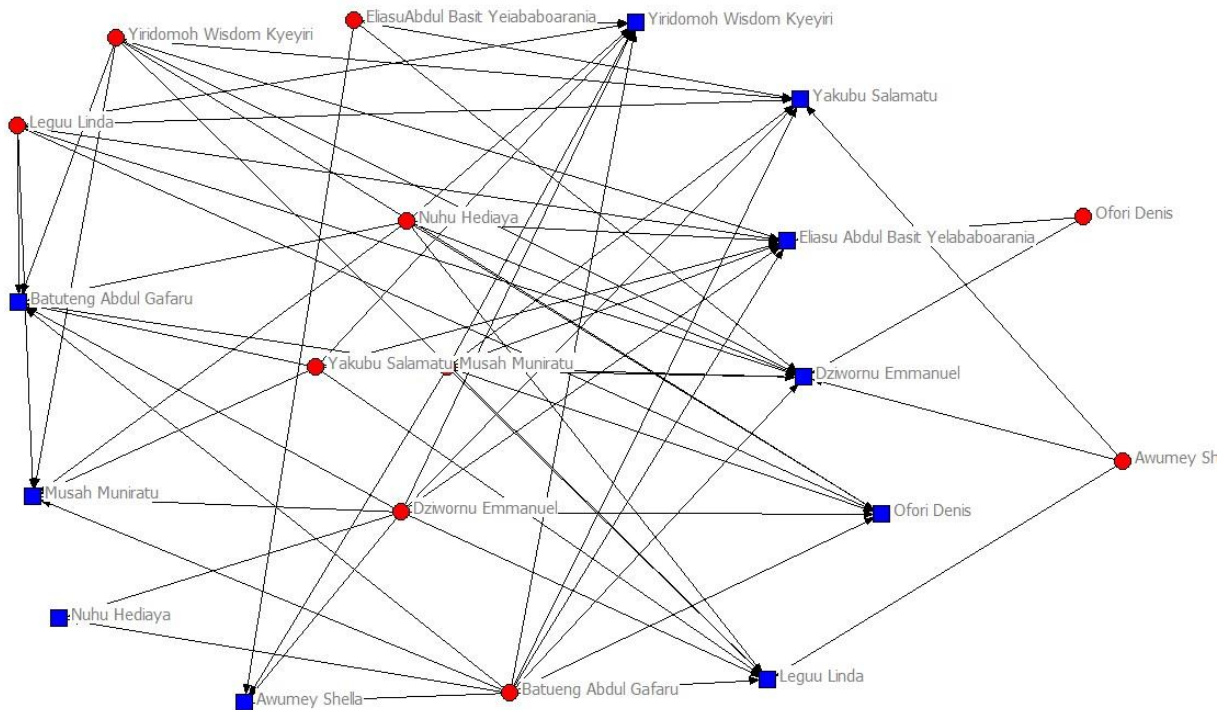 EliasuAbdul Basit Yeiababoarania
Yiridomoh Wisdom Kyeyiri
Yiridomoh Wisdom Kyeyiri
Yakubu Salamatu
Leguu Linda
Nuhu Hediaya
Ofori Denis
Eliasu Abdul Basit Yelababoarania
Batuteng Abdul Gafaru
Yakubu Salamatu
Musah Muniratu
Dziwornu Emmanuel
Awumey Sh
Musah Muniratu
Dziwornu Emmanuel
Ofori Denis
Nuhu Hediaya
Leguu Linda
Batueng Abdul Gafaru
Awumey Shella